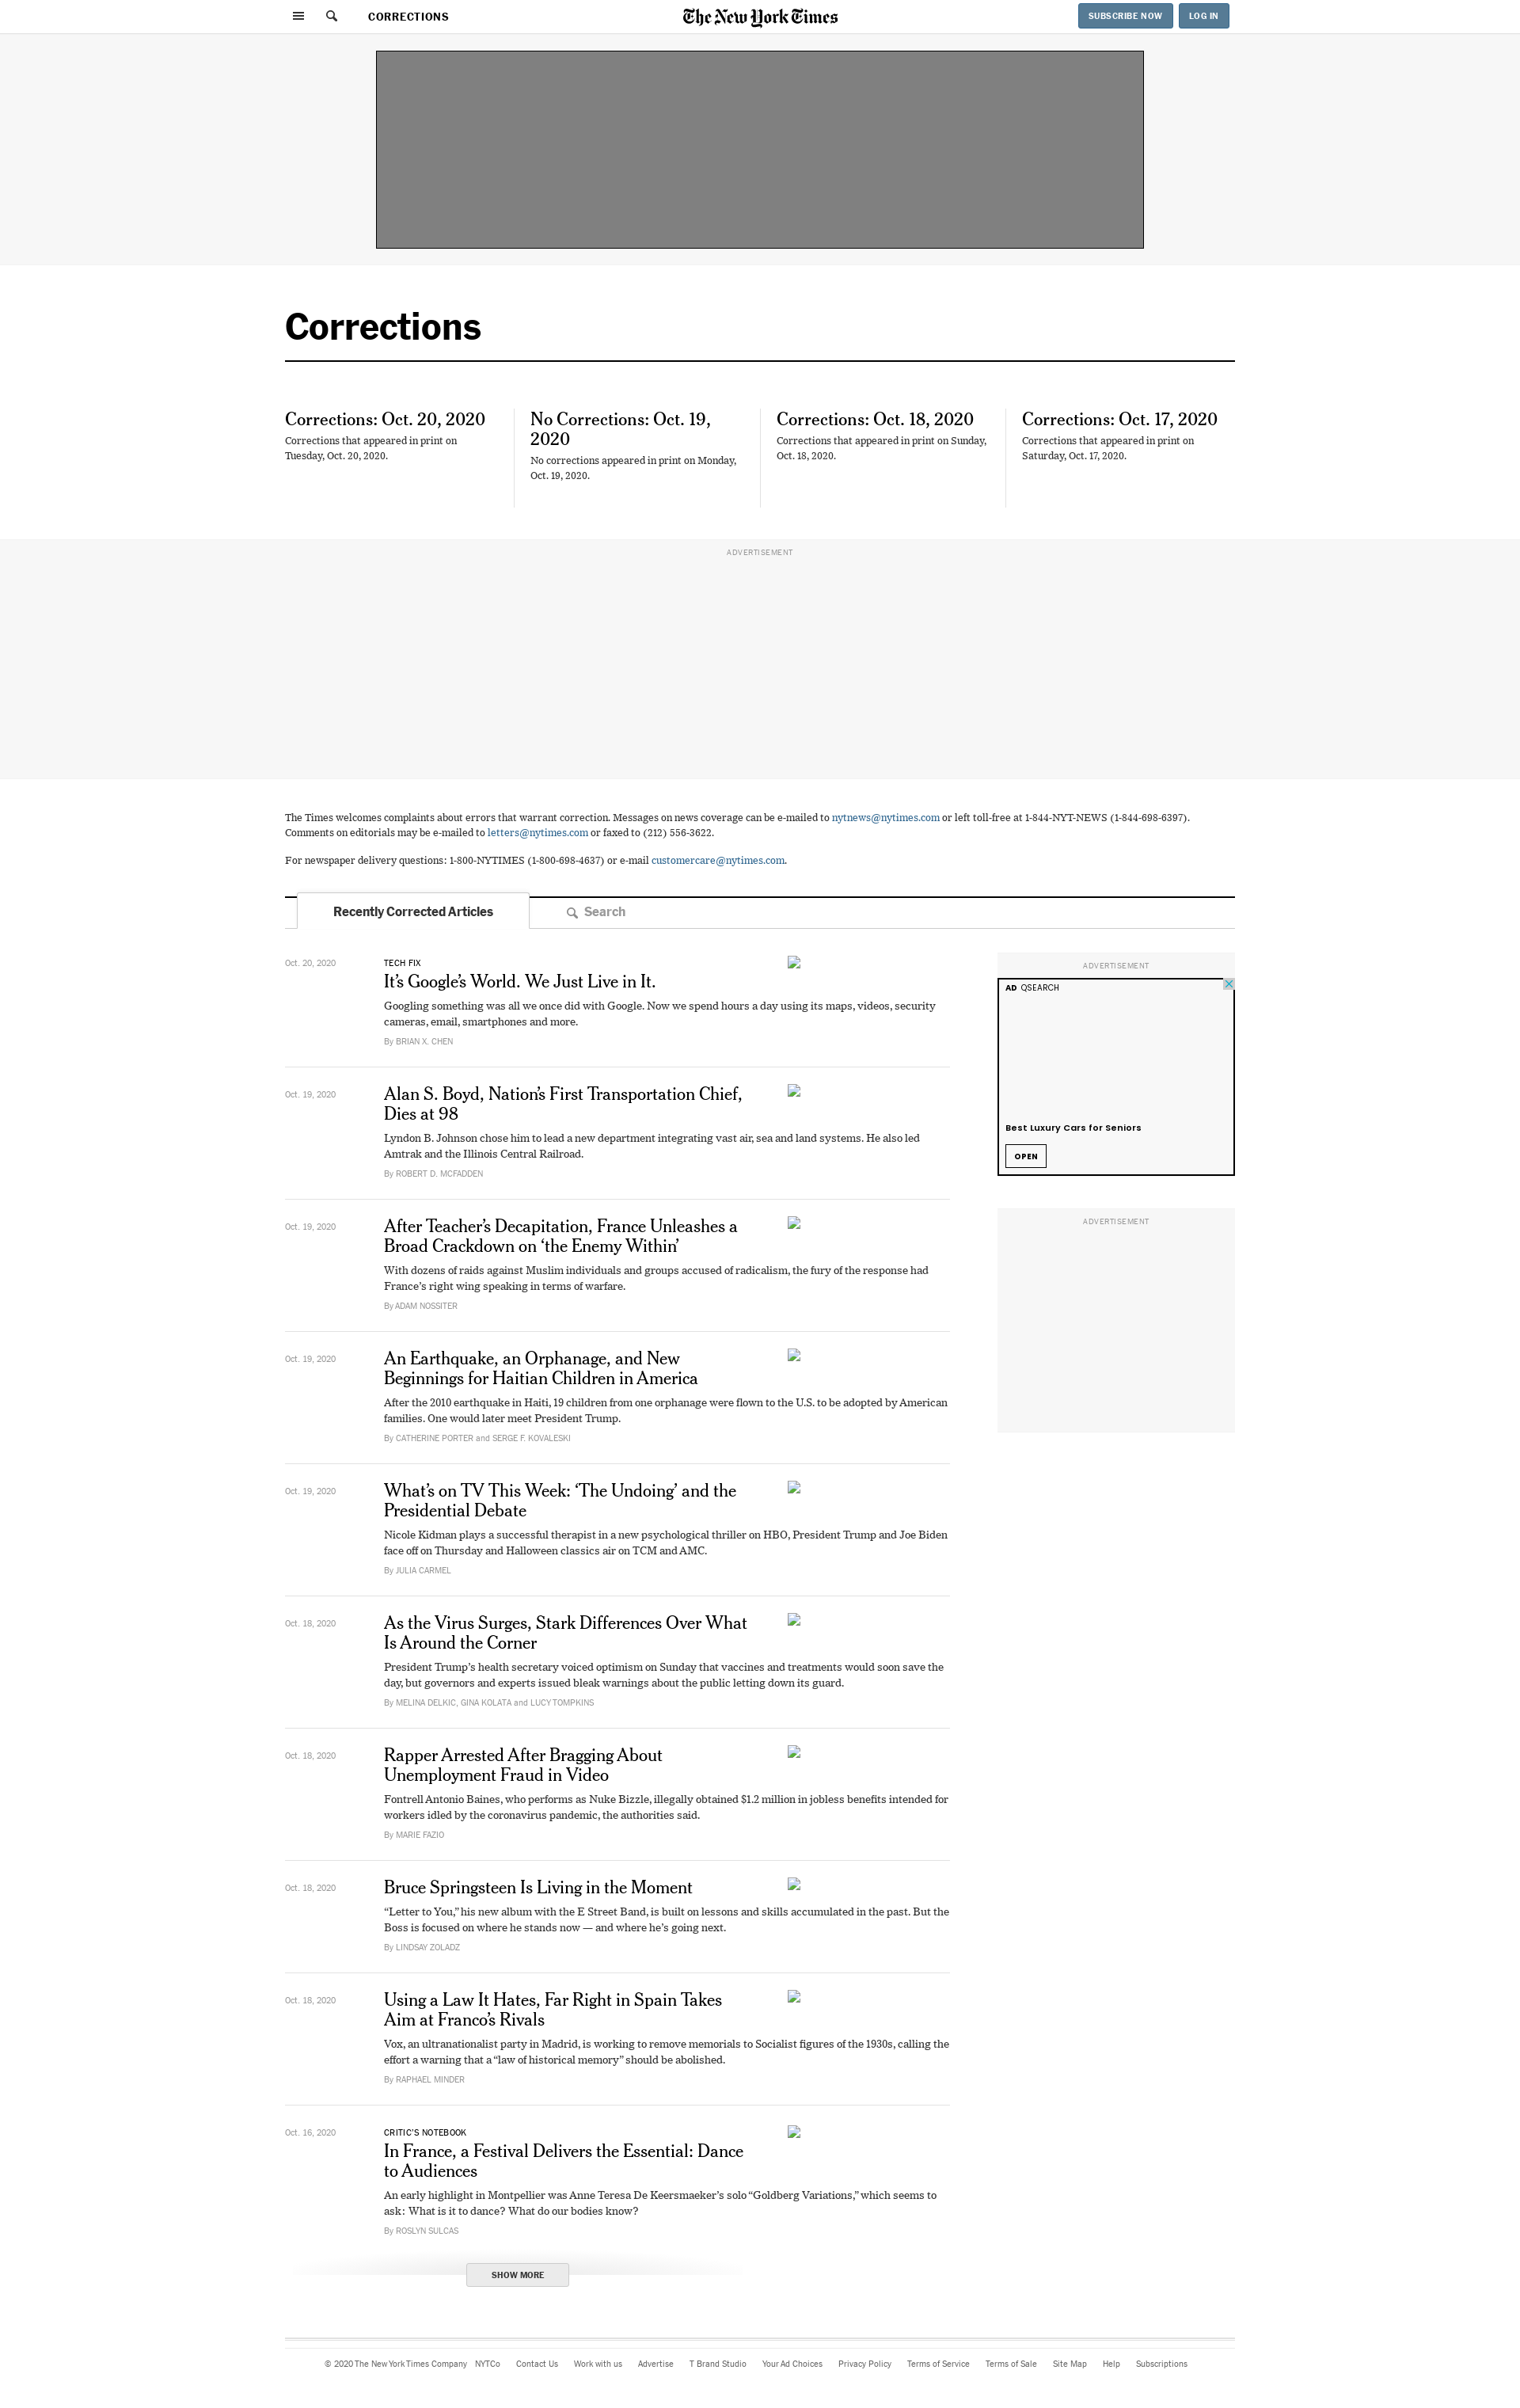 CORRECTIONS
The New York Times
SUBSCRIBE NOW
LOG IN
Corrections
Corrections: Oct. 20, 2020
Corrections that appeared in print on
Tuesday, Oct. 20, 2020.
No Corrections: Oct. 19,
2020
No corrections appeared in print on Monday,
Oct. 19, 2020.
Corrections: Oct. 18, 2020
Corrections that appeared in print on Sunday,
Oct. 18, 2020.
Corrections: Oct. 17, 2020
Corrections that appeared in print on
Saturday, Oct. 17, 2020.
ADVERTISEMENT
The Times welcomes complaints about errors that warrant correction. Messages on news coverage can be e-mailed to nytnews@nytimes.com or left toll-free at 1-844-NYT-NEWS (1-844-698-6397).
Comments on editorials may be e-mailed to letters@nytimes.com or faxed to (212) 556-3622.
For newspaper delivery questions: 1-800-NYTIMES (1-800-698-4637) or e-mail customercare@nytimes.com.
Recently Corrected Articles
Search
Oct. 20, 2020
TECH FIX
It’s Google’s World. We Just Live in It.
Googling something was all we once did with Google. Now we spend hours a day using its maps, videos, security
cameras, email, smartphones and more.
By BRIAN X. CHEN
Oct. 19, 2020
Alan S. Boyd, Nation’s First Transportation Chief,
Dies at 98
Lyndon B. Johnson chose him to lead a new department integrating vast air, sea and land systems. He also led
Amtrak and the Illinois Central Railroad.
By ROBERT D. MCFADDEN
Oct. 19, 2020
After Teacher’s Decapitation, France Unleashes a
Broad Crackdown on ‘the Enemy Within’
With dozens of raids against Muslim individuals and groups accused of radicalism, the fury of the response had
France’s right wing speaking in terms of warfare.
By ADAM NOSSITER
Oct. 19, 2020
An Earthquake, an Orphanage, and New
Beginnings for Haitian Children in America
After the 2010 earthquake in Haiti, 19 children from one orphanage were flown to the U.S. to be adopted by American
families. One would later meet President Trump.
By CATHERINE PORTER and SERGE F. KOVALESKI
Oct. 19, 2020
What’s on TV This Week: ‘The Undoing’ and the
Presidential Debate
Nicole Kidman plays a successful therapist in a new psychological thriller on HBO, President Trump and Joe Biden
face off on Thursday and Halloween classics air on TCM and AMC.
By JULIA CARMEL
Oct. 18, 2020
As the Virus Surges, Stark Differences Over What
Is Around the Corner
President Trump’s health secretary voiced optimism on Sunday that vaccines and treatments would soon save the
day, but governors and experts issued bleak warnings about the public letting down its guard.
By MELINA DELKIC, GINA KOLATA and LUCY TOMPKINS
Oct. 18, 2020
Rapper Arrested After Bragging About
Unemployment Fraud in Video
Fontrell Antonio Baines, who performs as Nuke Bizzle, illegally obtained $1.2 million in jobless benefits intended for
workers idled by the coronavirus pandemic, the authorities said.
By MARIE FAZIO
Oct. 18, 2020
Bruce Springsteen Is Living in the Moment
“Letter to You,” his new album with the E Street Band, is built on lessons and skills accumulated in the past. But the
Boss is focused on where he stands now — and where he’s going next.
By LINDSAY ZOLADZ
Oct. 18, 2020
Using a Law It Hates, Far Right in Spain Takes
Aim at Franco’s Rivals
Vox, an ultranationalist party in Madrid, is working to remove memorials to Socialist figures of the 1930s, calling the
effort a warning that a “law of historical memory” should be abolished.
By RAPHAEL MINDER
Oct. 16, 2020
CRITIC’S NOTEBOOK
In France, a Festival Delivers the Essential: Dance
to Audiences
An early highlight in Montpellier was Anne Teresa De Keersmaeker’s solo “Goldberg Variations,” which seems to
ask: What is it to dance? What do our bodies know?
By ROSLYN SULCAS
SHOW MORE
ADVERTISEMENT
AD QSEARCH
Best Luxury Cars for Seniors
OPEN
ADVERTISEMENT
© 2020 The New York Times Company NYTCo Contact Us Work with us Advertise T Brand Studio Your Ad Choices Privacy Policy Terms of Service Terms of Sale Site Map Help Subscriptions